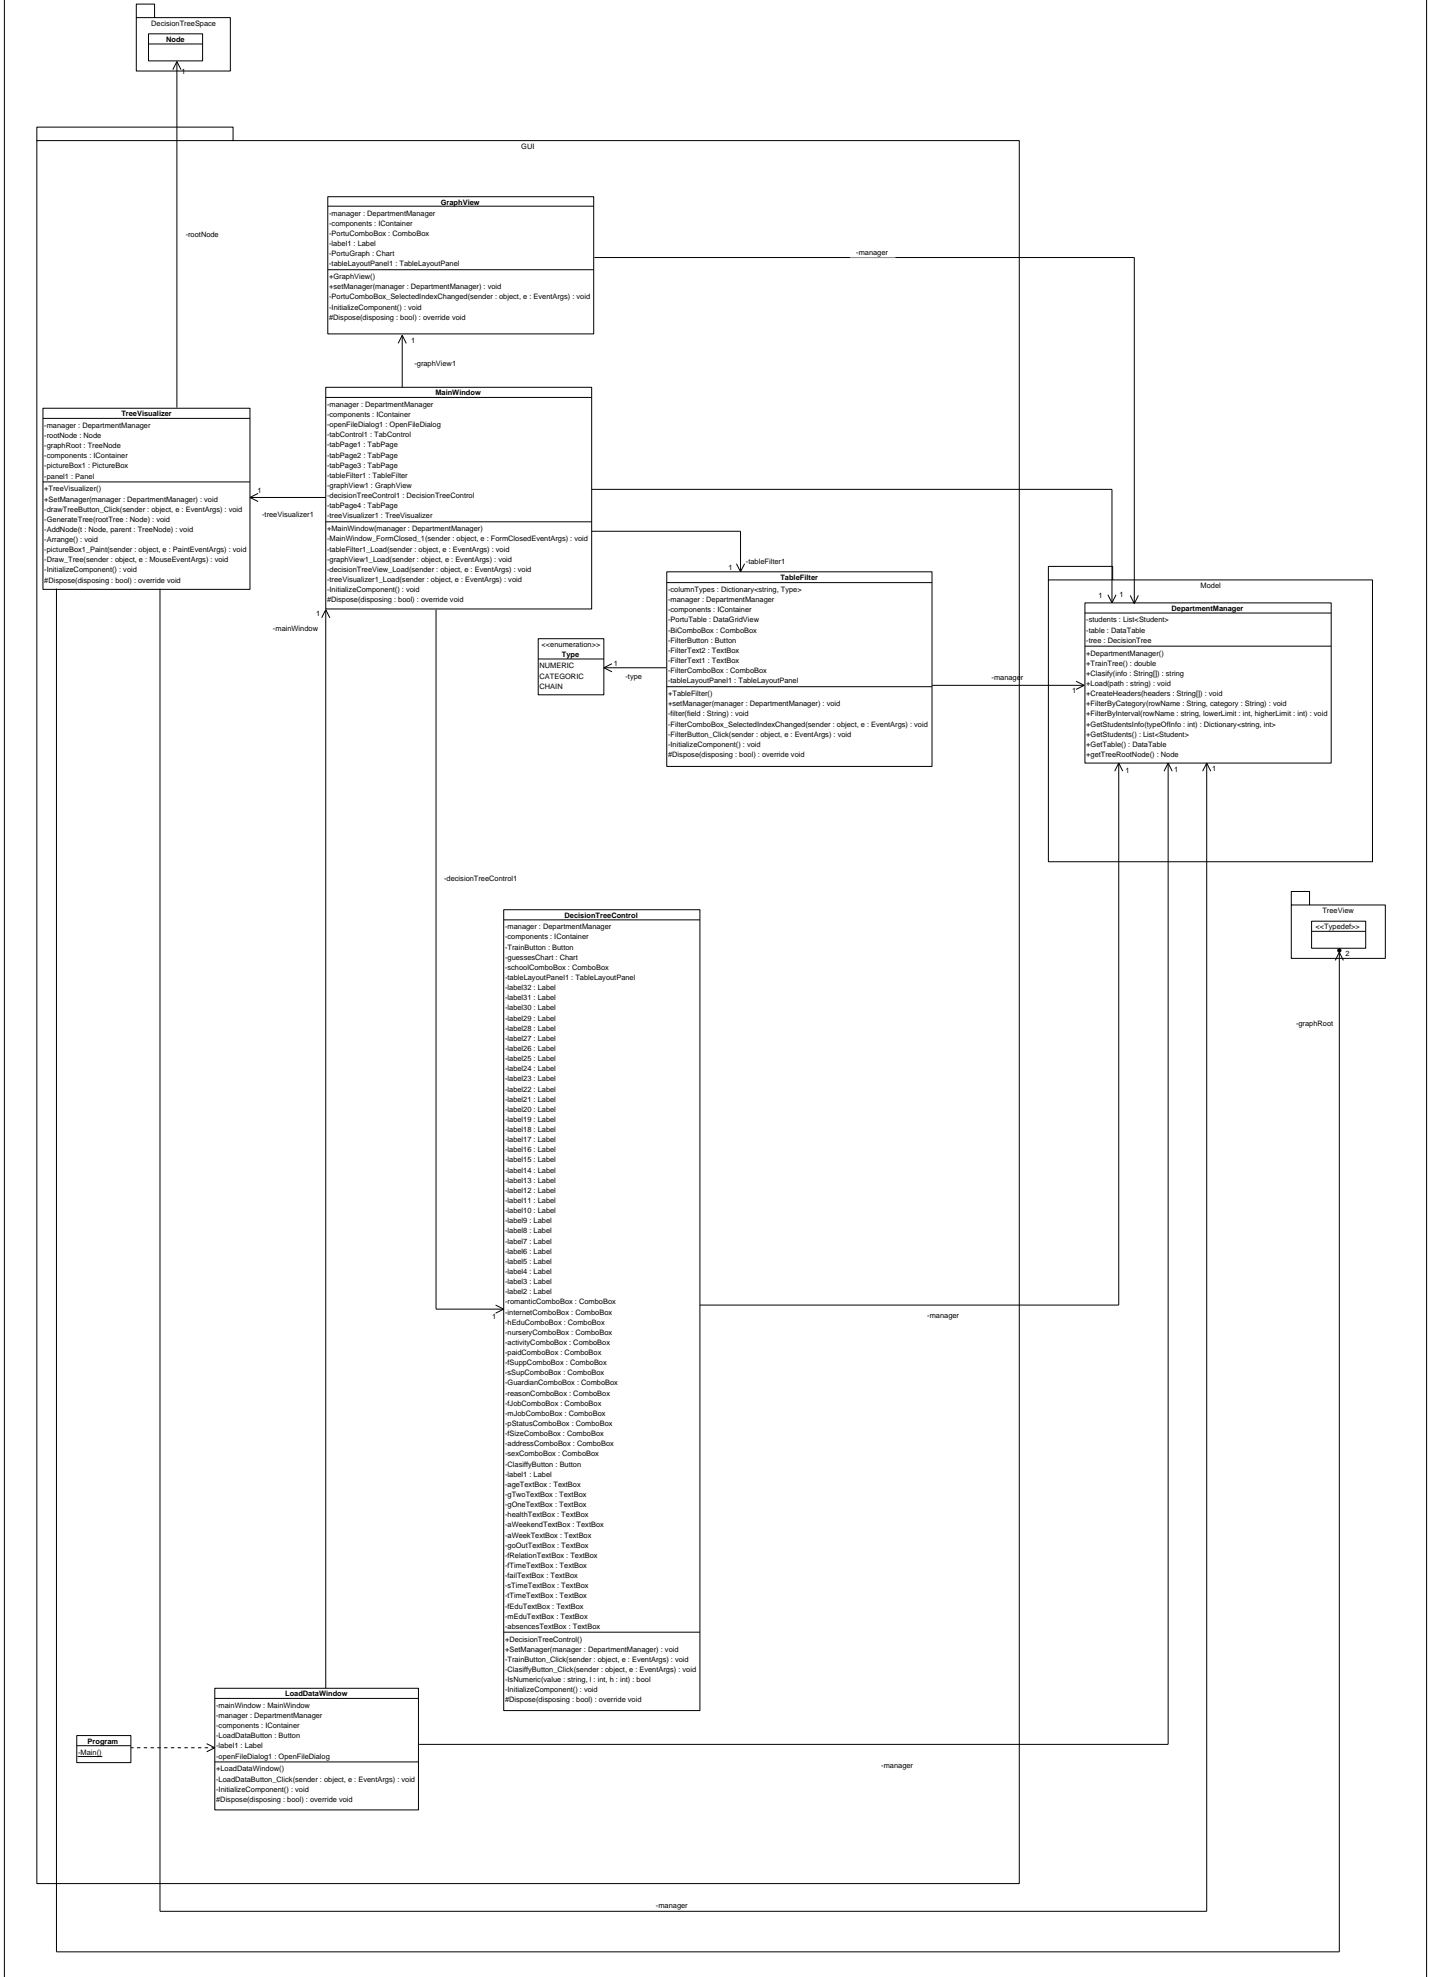 DecisionTreeSpace
Node
1
GUI
-rootNode
GraphView
-manager : DepartmentManager
-components : IContainer
-PortuComboBox : ComboBox
-label1 : Label
-PortuGraph : Chart
-tableLayoutPanel1 : TableLayoutPanel
+GraphView()
+setManager(manager : DepartmentManager) : void
-PortuComboBox_SelectedIndexChanged(sender : object, e : EventArgs) : void
-InitializeComponent() : void
#Dispose(disposing : bool) : override void
-manager
1
-graphView1
MainWindow
-manager : DepartmentManager
-components : IContainer
-openFileDialog1 : OpenFileDialog
-tabControl1 : TabControl
-tabPage1 : TabPage
-tabPage2 : TabPage
-tabPage3 : TabPage
-tableFilter1 : TableFilter
-graphView1 : GraphView
-decisionTreeControl1 : DecisionTreeControl
-tabPage4 : TabPage
-treeVisualizer1 : TreeVisualizer
+MainWindow(manager : DepartmentManager)
-MainWindow_FormClosed_1(sender : object, e : FormClosedEventArgs) : void
-tableFilter1_Load(sender : object, e : EventArgs) : void
-graphView1_Load(sender : object, e : EventArgs) : void
-decisionTreeView_Load(sender : object, e : EventArgs) : void
-treeVisualizer1_Load(sender : object, e : EventArgs) : void
-InitializeComponent() : void
#Dispose(disposing : bool) : override void
TreeVisualizer
-manager : DepartmentManager
-rootNode : Node
-graphRoot : TreeNode
-components : IContainer
-pictureBox1 : PictureBox
-panel1 : Panel
+TreeVisualizer()
+SetManager(manager : DepartmentManager) : void
-drawTreeButton_Click(sender : object, e : EventArgs) : void
-GenerateTree(rootTree : Node) : void
-AddNode(t : Node, parent : TreeNode) : void
-Arrange() : void
-pictureBox1_Paint(sender : object, e : PaintEventArgs) : void
-Draw_Tree(sender : object, e : MouseEventArgs) : void
-InitializeComponent() : void
#Dispose(disposing : bool) : override void
1
-treeVisualizer1
1
-tableFilter1
TableFilter
-columnTypes : Dictionary<string, Type>
-manager : DepartmentManager
-components : IContainer
-PortuTable : DataGridView
-BiComboBox : ComboBox
-FilterButton : Button
-FilterText2 : TextBox
-FilterText1 : TextBox
-FilterComboBox : ComboBox
-tableLayoutPanel1 : TableLayoutPanel
+TableFilter()
+setManager(manager : DepartmentManager) : void
-filter(field : String) : void
-FilterComboBox_SelectedIndexChanged(sender : object, e : EventArgs) : void
-FilterButton_Click(sender : object, e : EventArgs) : void
-InitializeComponent() : void
#Dispose(disposing : bool) : override void
1
-mainWindow
<<enumeration>>
Type
NUMERIC
CATEGORIC
CHAIN
1
-type
-manager
1
Model
1
1
DepartmentManager
-students : List<Student>
-table : DataTable
-tree : DecisionTree
+DepartmentManager()
+TrainTree() : double
+Clasify(info : String[]) : string
+Load(path : string) : void
+CreateHeaders(headers : String[]) : void
+FilterByCategory(rowName : String, category : String) : void
+FilterByInterval(rowName : string, lowerLimit : int, higherLimit : int) : void
+GetStudentsInfo(typeOfInfo : int) : Dictionary<string, int>
+GetStudents() : List<Student>
+GetTable() : DataTable
+getTreeRootNode() : Node
1
1
1
-decisionTreeControl1
TreeView
<<Typedef>>
2
-graphRoot
DecisionTreeControl
-manager : DepartmentManager
-components : IContainer
-TrainButton : Button
-guessesChart : Chart
-schoolComboBox : ComboBox
-tableLayoutPanel1 : TableLayoutPanel
-label32 : Label
-label31 : Label
-label30 : Label
-label29 : Label
-label28 : Label
-label27 : Label
-label26 : Label
-label25 : Label
-label24 : Label
-label23 : Label
-label22 : Label
-label21 : Label
-label20 : Label
-label19 : Label
-label18 : Label
-label17 : Label
-label16 : Label
-label15 : Label
-label14 : Label
-label13 : Label
-label12 : Label
-label11 : Label
-label10 : Label
-label9 : Label
-label8 : Label
-label7 : Label
-label6 : Label
-label5 : Label
-label4 : Label
-label3 : Label
-label2 : Label
-romanticComboBox : ComboBox
-internetComboBox : ComboBox
-hEduComboBox : ComboBox
-nurseryComboBox : ComboBox
-activityComboBox : ComboBox
-paidComboBox : ComboBox
-fSuppComboBox : ComboBox
-sSupComboBox : ComboBox
-GuardianComboBox : ComboBox
-reasonComboBox : ComboBox
-fJobComboBox : ComboBox
-mJobComboBox : ComboBox
-pStatusComboBox : ComboBox
-fSizeComboBox : ComboBox
-addressComboBox : ComboBox
-sexComboBox : ComboBox
-ClasiffyButton : Button
-label1 : Label
-ageTextBox : TextBox
-gTwoTextBox : TextBox
-gOneTextBox : TextBox
-healthTextBox : TextBox
-aWeekendTextBox : TextBox
-aWeekTextBox : TextBox
-goOutTextBox : TextBox
-fRelationTextBox : TextBox
-fTimeTextBox : TextBox
-failTextBox : TextBox
-sTimeTextBox : TextBox
-tTimeTextBox : TextBox
-fEduTextBox : TextBox
-mEduTextBox : TextBox
-absencesTextBox : TextBox
+DecisionTreeControl()
+SetManager(manager : DepartmentManager) : void
-TrainButton_Click(sender : object, e : EventArgs) : void
-ClasiffyButton_Click(sender : object, e : EventArgs) : void
-IsNumeric(value : string, l : int, h : int) : bool
-InitializeComponent() : void
#Dispose(disposing : bool) : override void
1
-manager
LoadDataWindow
-mainWindow : MainWindow
-manager : DepartmentManager
-components : IContainer
-LoadDataButton : Button
-label1 : Label
-openFileDialog1 : OpenFileDialog
+LoadDataWindow()
-LoadDataButton_Click(sender : object, e : EventArgs) : void
-InitializeComponent() : void
#Dispose(disposing : bool) : override void
Program
-Main()
-manager
-manager